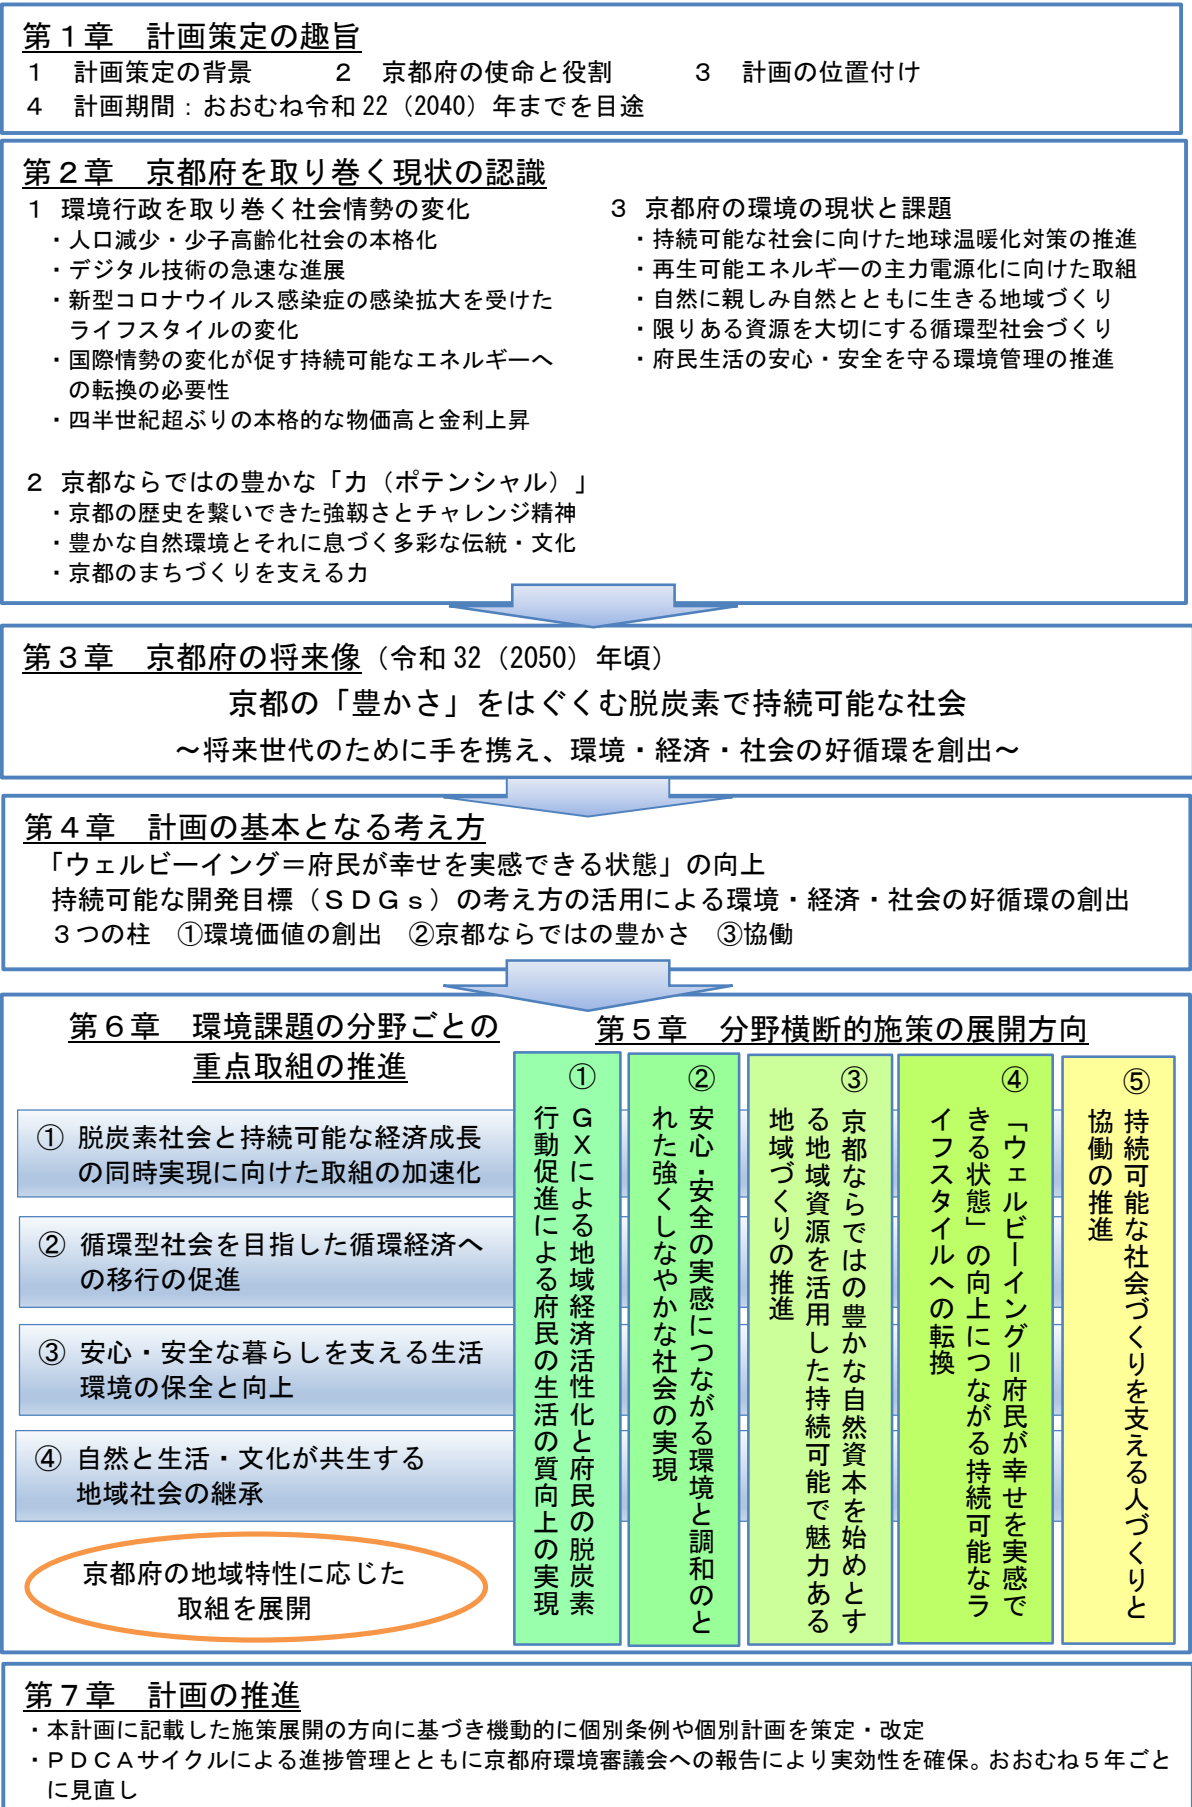 第１章　計画策定の趣旨
１　計画策定の背景　　　２　京都府の使命と役割　　　３　計画の位置付け
４　計画期間：おおむね令和22（2040）年までを目途
第２章　京都府を取り巻く現状の認識
１ 環境行政を取り巻く社会情勢の変化
・人口減少・少子高齢化社会の本格化
・デジタル技術の急速な進展
・新型コロナウイルス感染症の感染拡大を受けた
ライフスタイルの変化
・国際情勢の変化が促す持続可能なエネルギーへ
の転換の必要性
・四半世紀超ぶりの本格的な物価高と金利上昇
２ 京都ならではの豊かな「力（ポテンシャル）」
・京都の歴史を繋いできた強靱さとチャレンジ精神
・豊かな自然環境とそれに息づく多彩な伝統・文化
・京都のまちづくりを支える力
３ 京都府の環境の現状と課題
・持続可能な社会に向けた地球温暖化対策の推進
・再生可能エネルギーの主力電源化に向けた取組
・自然に親しみ自然とともに生きる地域づくり
・限りある資源を大切にする循環型社会づくり
・府民生活の安心・安全を守る環境管理の推進
第３章　京都府の将来像（令和32（2050）年頃）
京都の「豊かさ」をはぐくむ脱炭素で持続可能な社会
～将来世代のために手を携え、環境・経済・社会の好循環を創出～
第４章　計画の基本となる考え方
「ウェルビーイング＝府民が幸せを実感できる状態」の向上
持続可能な開発目標（ＳＤＧｓ）の考え方の活用による環境・経済・社会の好循環の創出
３つの柱　①環境価値の創出　②京都ならではの豊かさ　③協働
第６章　環境課題の分野ごとの
重点取組の推進
① 脱炭素社会と持続可能な経済成長
の同時実現に向けた取組の加速化
② 循環型社会を目指した循環経済へ
の移行の促進
③ 安心・安全な暮らしを支える生活
環境の保全と向上
④ 自然と生活・文化が共生する
地域社会の継承
京都府の地域特性に応じた
取組を展開
第５章　分野横断的施策の展開方向
①
ＧＸによる地域経済活性化と府民の脱炭素
行動促進による府民の生活の質向上の実現
②
安心・安全の実感につながる環境と調和のと
れた強くしなやかな社会の実現
③
京都ならではの豊かな自然資本を始めとす
る地域資源を活用した持続可能で魅力ある
地域づくりの推進
④
「ウェルビーイング＝府民が幸せを実感で
きる状態」の向上につながる持続可能なラ
イフスタイルへの転換
⑤
持続可能な社会づくりを支える人づくりと
協働の推進
第７章　計画の推進
・本計画に記載した施策展開の方向に基づき機動的に個別条例や個別計画を策定・改定
・ＰＤＣＡサイクルによる進捗管理とともに京都府環境審議会への報告により実効性を確保。おおむね５年ごと
に見直し